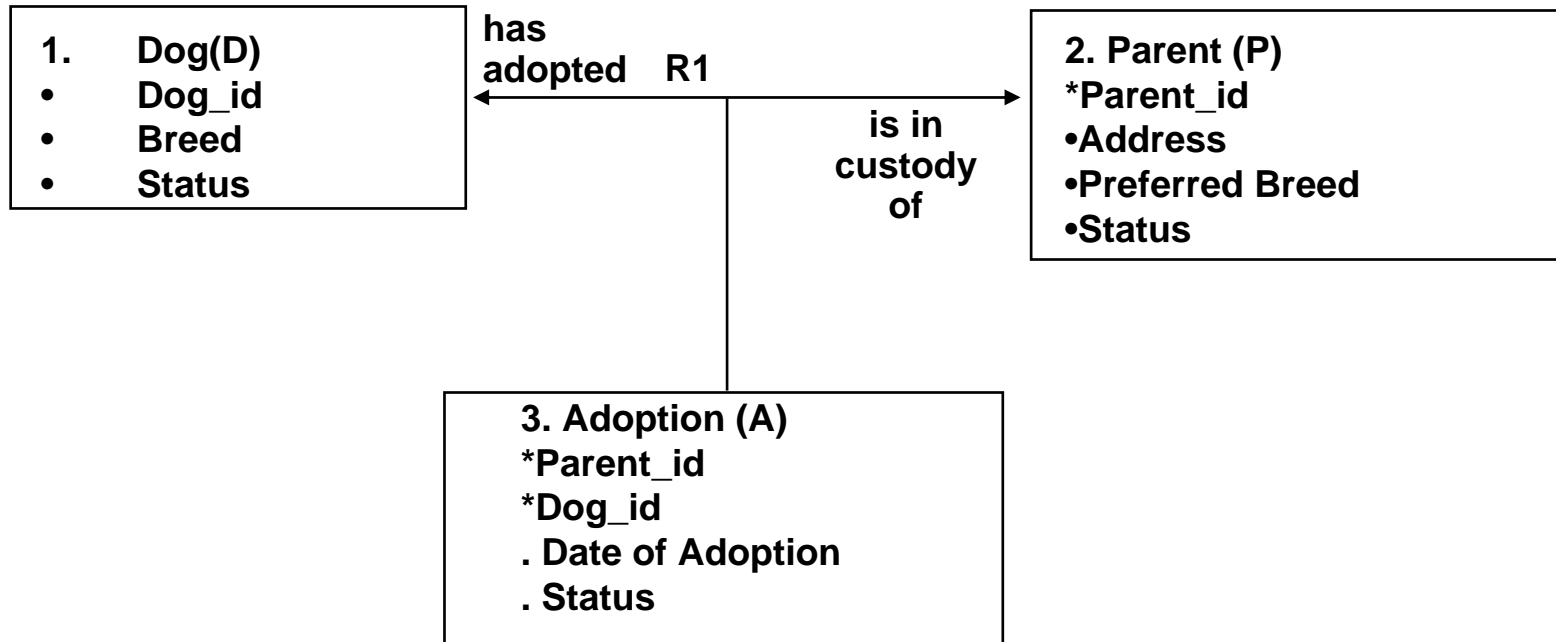 1. Dog(D)
• Dog_id
• Breed
• Status
has
adopted R1
is in
custody
of
2. Parent (P)
*Parent_id
•Address
•Preferred Breed
•Status
3. Adoption (A)
*Parent_id
*Dog_id
. Date of Adoption
. Status